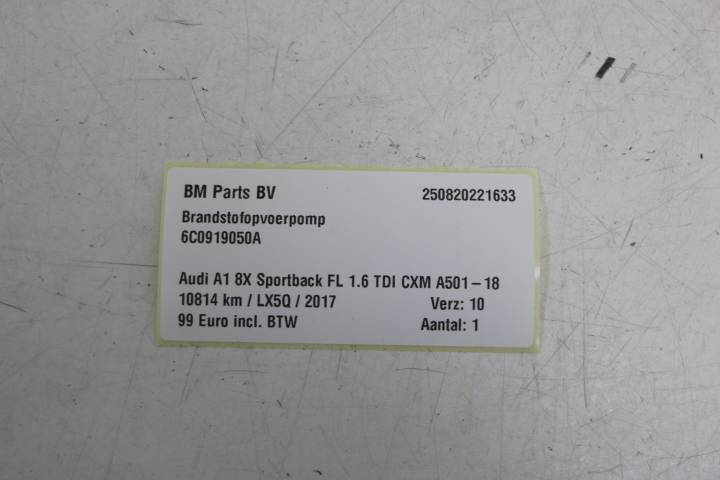 BM Parts BV 250820221633
Brandstofopvoerpomp
6C0919050A
Audi A1 8X Sportback FL 1.6 TDI CXM A501-18
10814 km / LX5Q / 2017 Verz: 10
99 Euro incl. BTW Aantal: 1